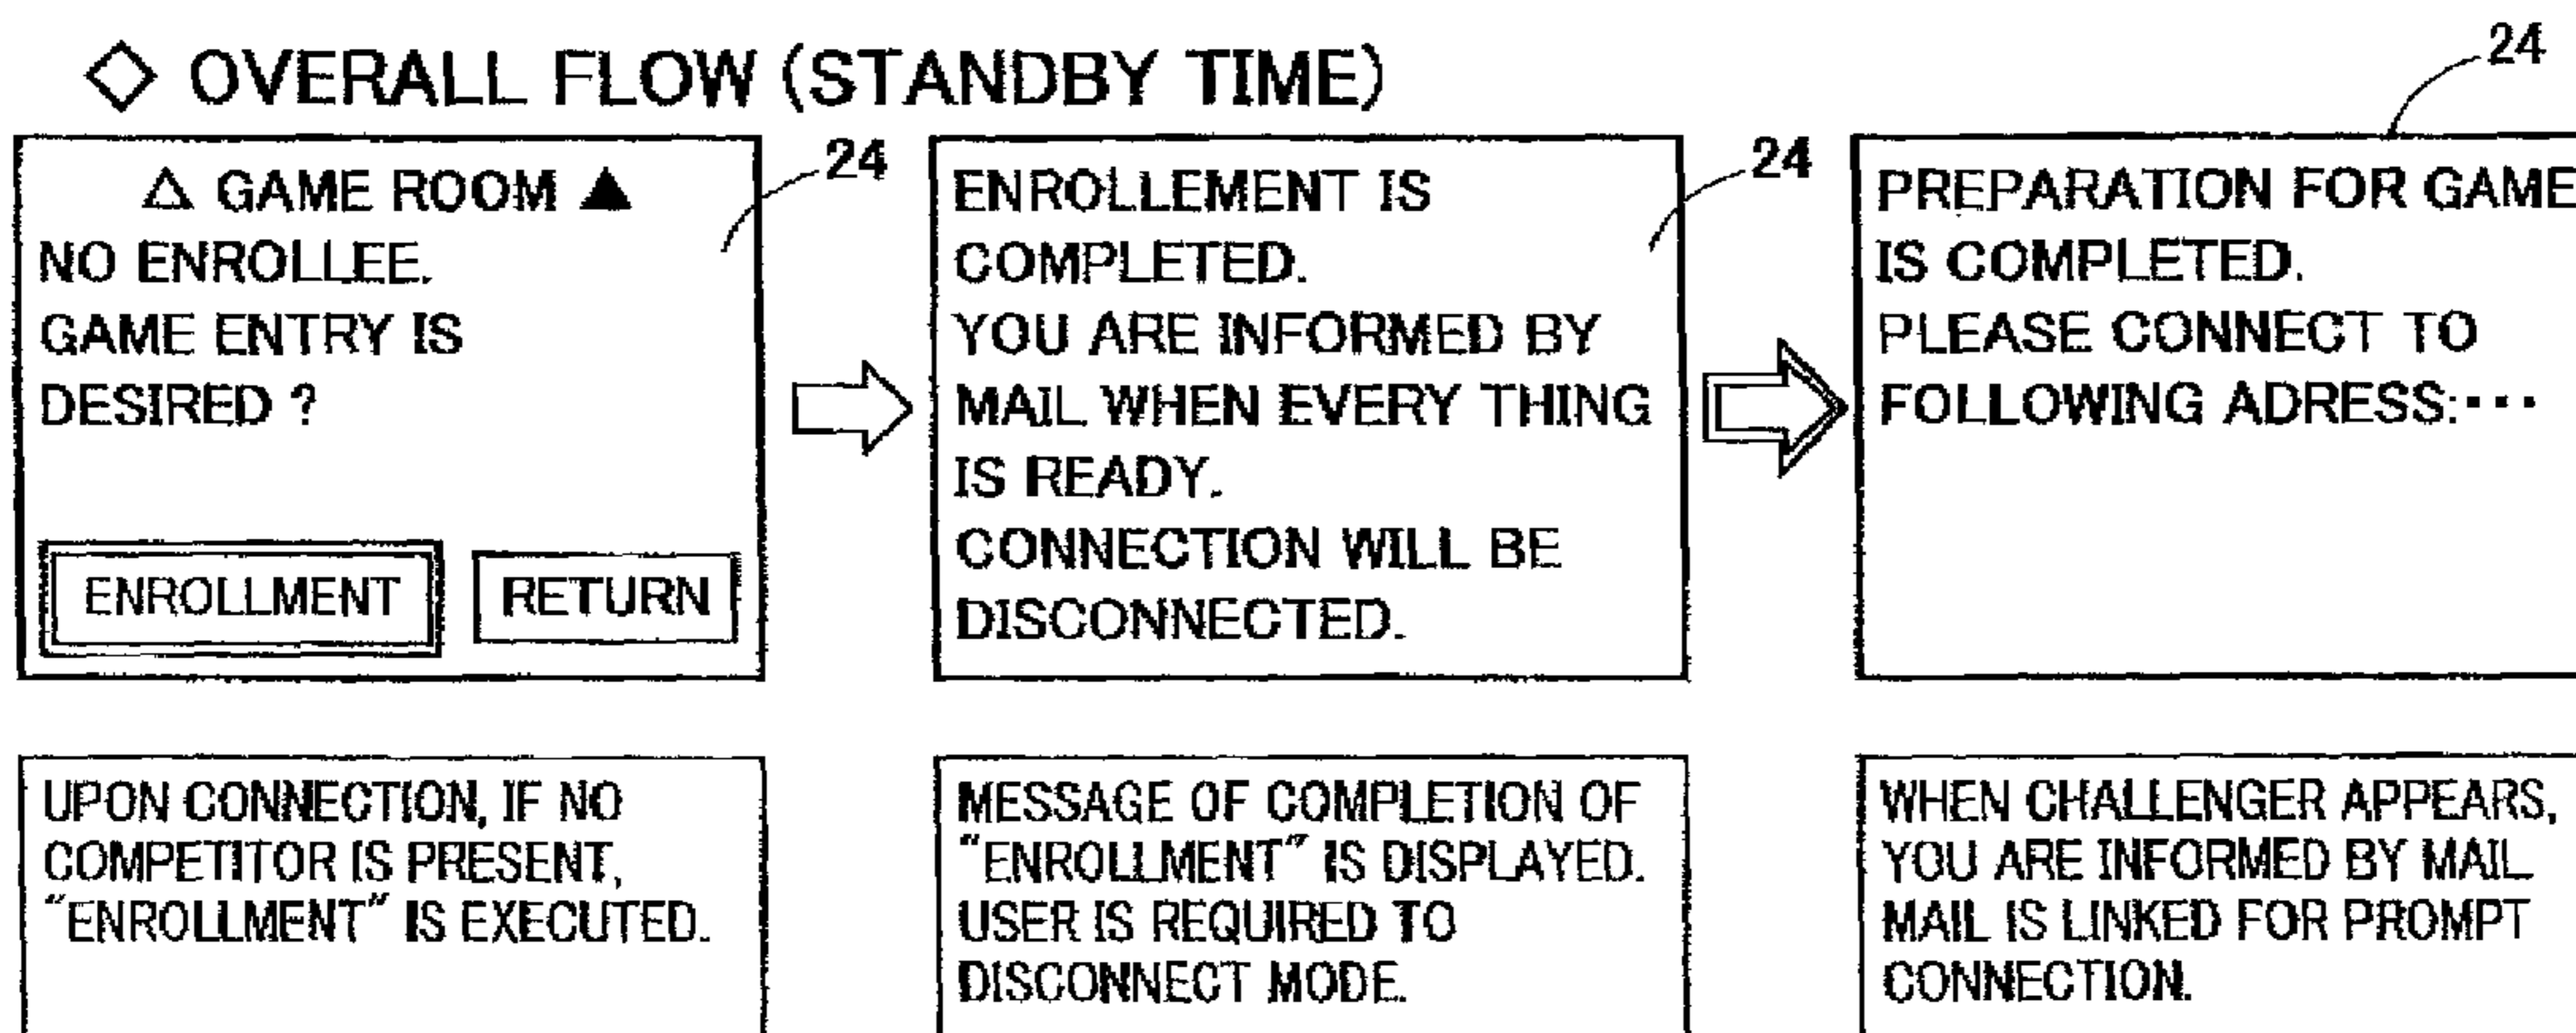 ◇ OVERALL FLOW (STANDBY TIME)
24
△ GAME ROOM ▲
NO ENROLLEE.
GAME ENTRY IS
DESIRED ?
ENROLLMENT
RETURN
24
ENROLLEMENT IS
COMPLETED.
YOU ARE INFORMED BY
MAIL WHEN EVERY THING
IS READY.
CONNECTION WILL BE
DISCONNECTED.
24
PREPARATION FOR GAME
IS COMPLETED.
PLEASE CONNECT TO
FOLLOWING ADRESS:･･･
UPON CONNECTION, IF NO
COMPETITOR IS PRESENT,
"ENROLLMENT" IS EXECUTED.
MESSAGE OF COMPLETION OF
"ENROLLMENT" IS DISPLAYED.
USER IS REQUIRED TO
DISCONNECT MODE.
WHEN CHALLENGER APPEARS,
YOU ARE INFORMED BY MAIL
MAIL IS LINKED FOR PROMPT
CONNECTION.